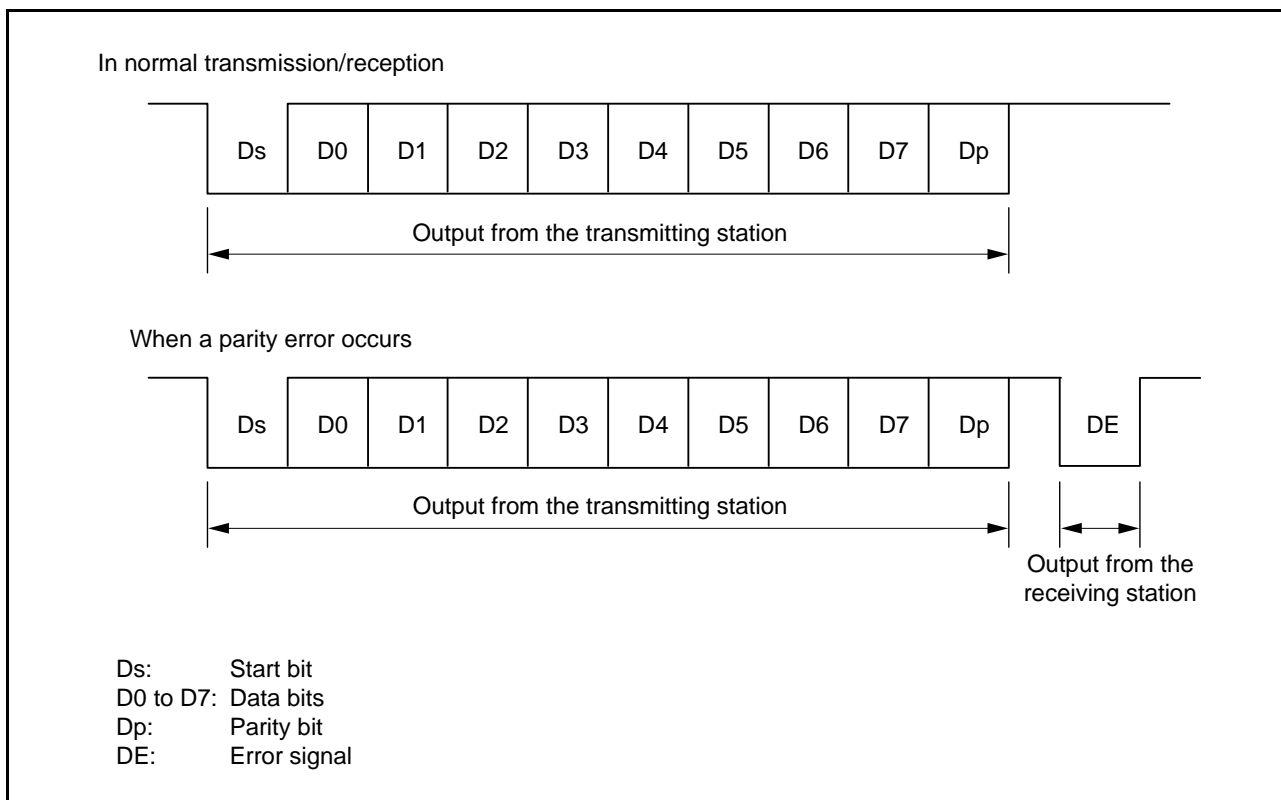 In normal transmission/reception
Ds D0 D1 D2 D3 D4 D5 D6 D7 Dp
Output from the transmitting station
When a parity error occurs
Ds D0 D1 D2 D3 D4 D5 D6 D7 Dp DE
Output from the transmitting station
Output from the
receiving station
Ds: Start bit
D0 to D7: Data bits
Dp: Parity bit
DE: Error signal